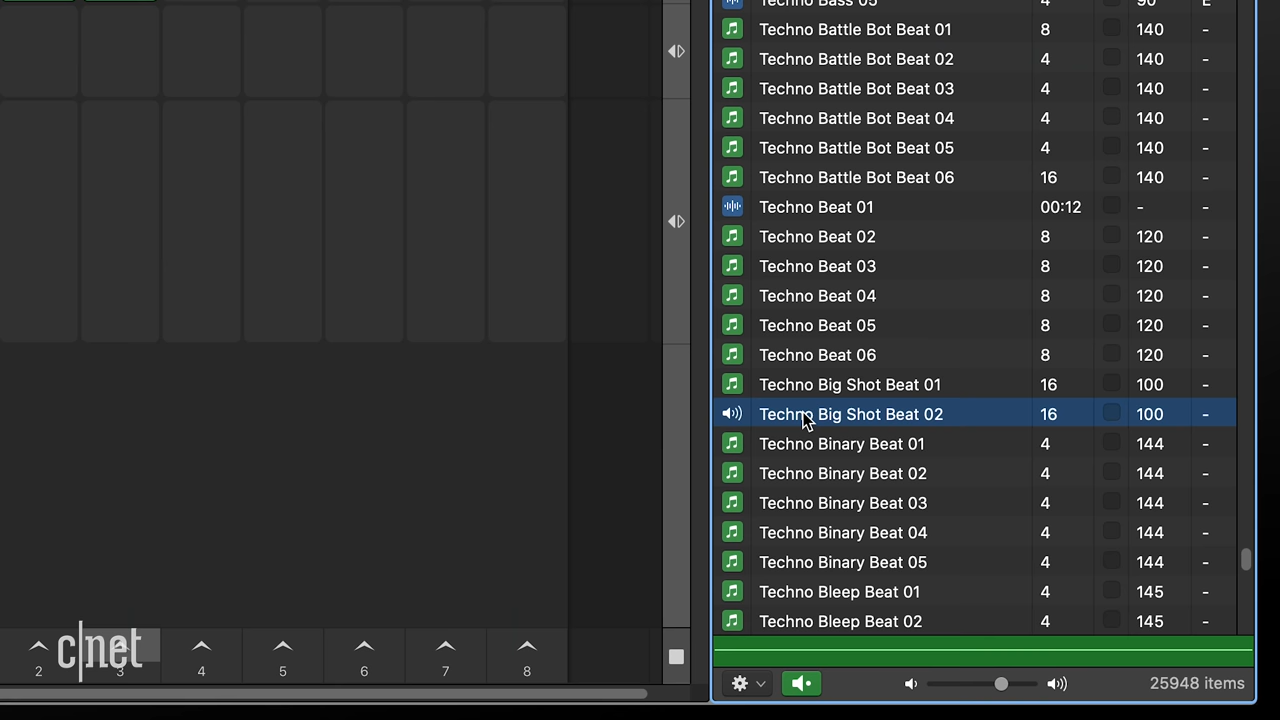 Techno Bass 05 4 90 E
Techno Battle Bot Beat 01 8 140 -
Techno Battle Bot Beat 02 4 140 -
Techno Battle Bot Beat 03 4 140 -
Techno Battle Bot Beat 04 4 140 -
Techno Battle Bot Beat 05 4 140 -
Techno Battle Bot Beat 06 16 140 -
Techno Beat 01 00:12 - -
Techno Beat 02 8 120 -
Techno Beat 03 8 120 -
Techno Beat 04 8 120 -
Techno Beat 05 8 120 -
Techno Beat 06 8 120 -
Techno Big Shot Beat 01 16 100 -
Techno Big Shot Beat 02 16 100 -
Techno Binary Beat 01 4 144 -
Techno Binary Beat 02 4 144 -
Techno Binary Beat 03 4 144 -
Techno Binary Beat 04 4 144 -
Techno Binary Beat 05 4 144 -
Techno Bleep Beat 01 4 145 -
Techno Bleep Beat 02 4 145 -
c|net
2 3 4 5 6 7 8
25948 items